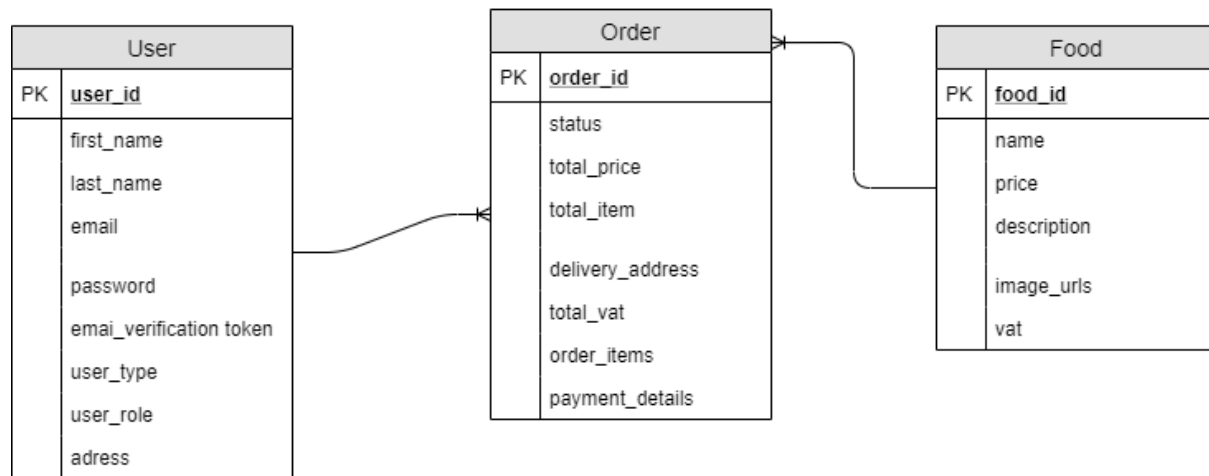 User
PK user_id
first_name
last_name
email
password
emai_verification token
user_type
user_role
adress
Order
PK order_id
status
total_price
total_item
delivery_address
total_vat
order_items
payment_details
Food
PK food_id
name
price
description
image_urls
vat